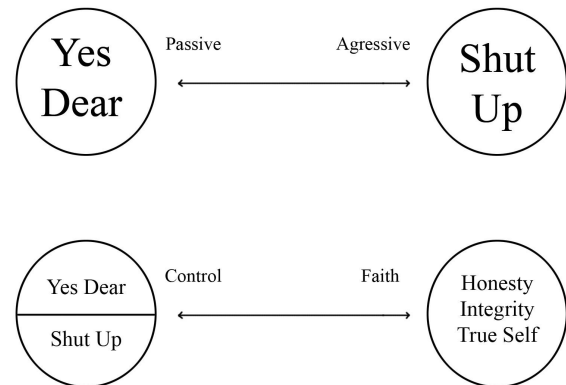 Yes
Dear
Passive
Agressive
Shut
Up
Yes Dear
Shut Up
Control
Faith
Honesty
Integrity
True Self